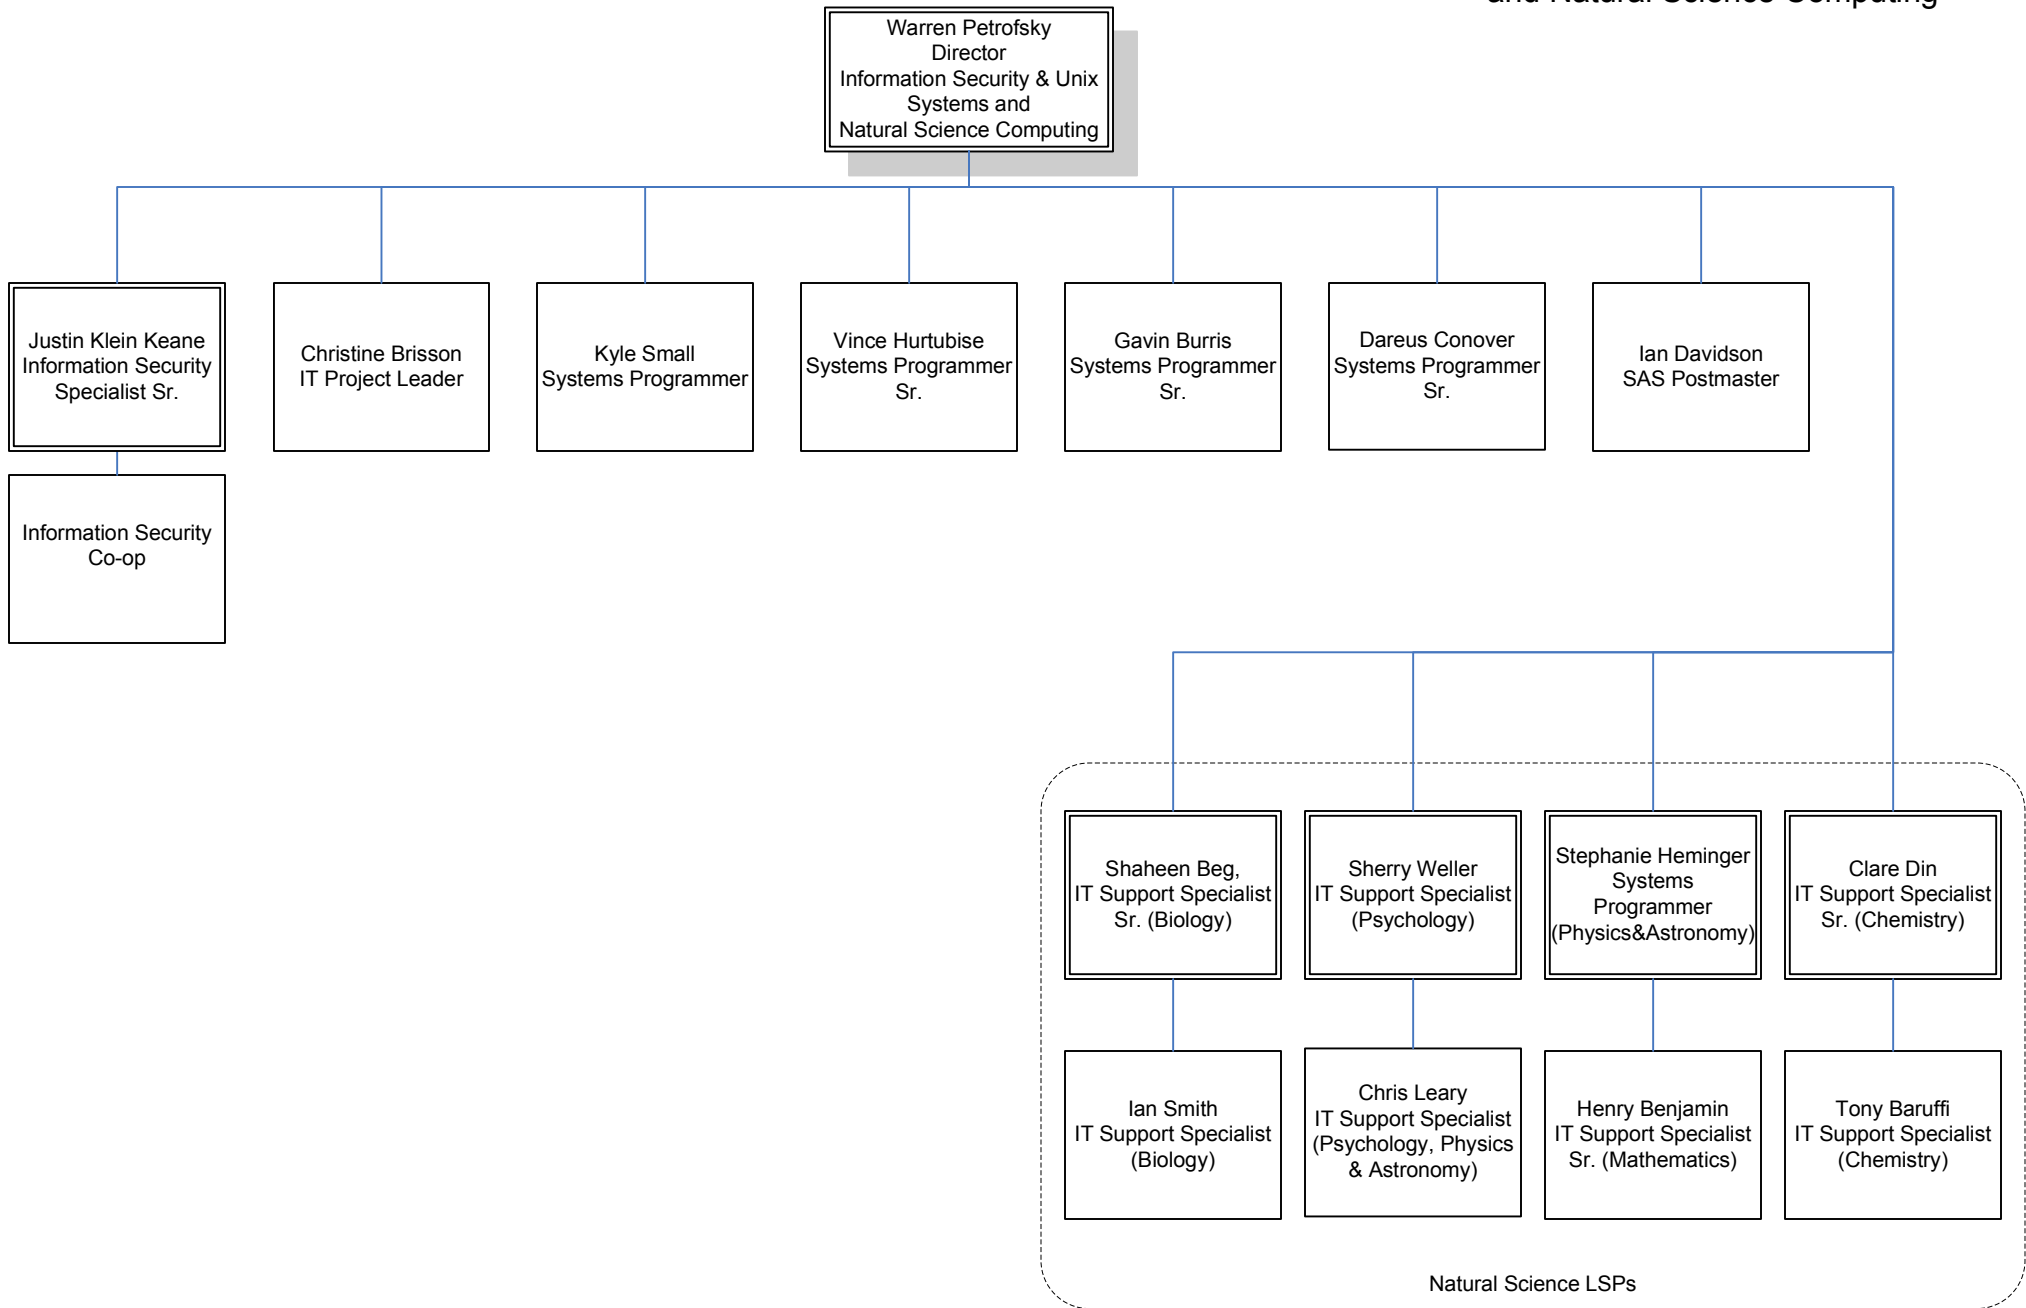 and Natural Science Computing
Warren Petrofsky
Director
Information Security & Unix
Systems and
Natural Science Computing
Justin Klein Keane
Information Security
Specialist Sr.
Christine Brisson
IT Project Leader
Kyle Small
Systems Programmer
Vince Hurtubise
Systems Programmer
Sr.
Gavin Burris
Systems Programmer
Sr.
Dareus Conover
Systems Programmer
Sr.
Ian Davidson
SAS Postmaster
Information Security
Co-op
Shaheen Beg,
IT Support Specialist
Sr. (Biology)
Sherry Weller
IT Support Specialist
(Psychology)
Stephanie Heminger
Systems
Programmer
(Physics&Astronomy)
Clare Din
IT Support Specialist
Sr. (Chemistry)
Ian Smith
IT Support Specialist
(Biology)
Chris Leary
IT Support Specialist
(Psychology, Physics
& Astronomy)
Henry Benjamin
IT Support Specialist
Sr. (Mathematics)
Tony Baruffi
IT Support Specialist
(Chemistry)
Natural Science LSPs